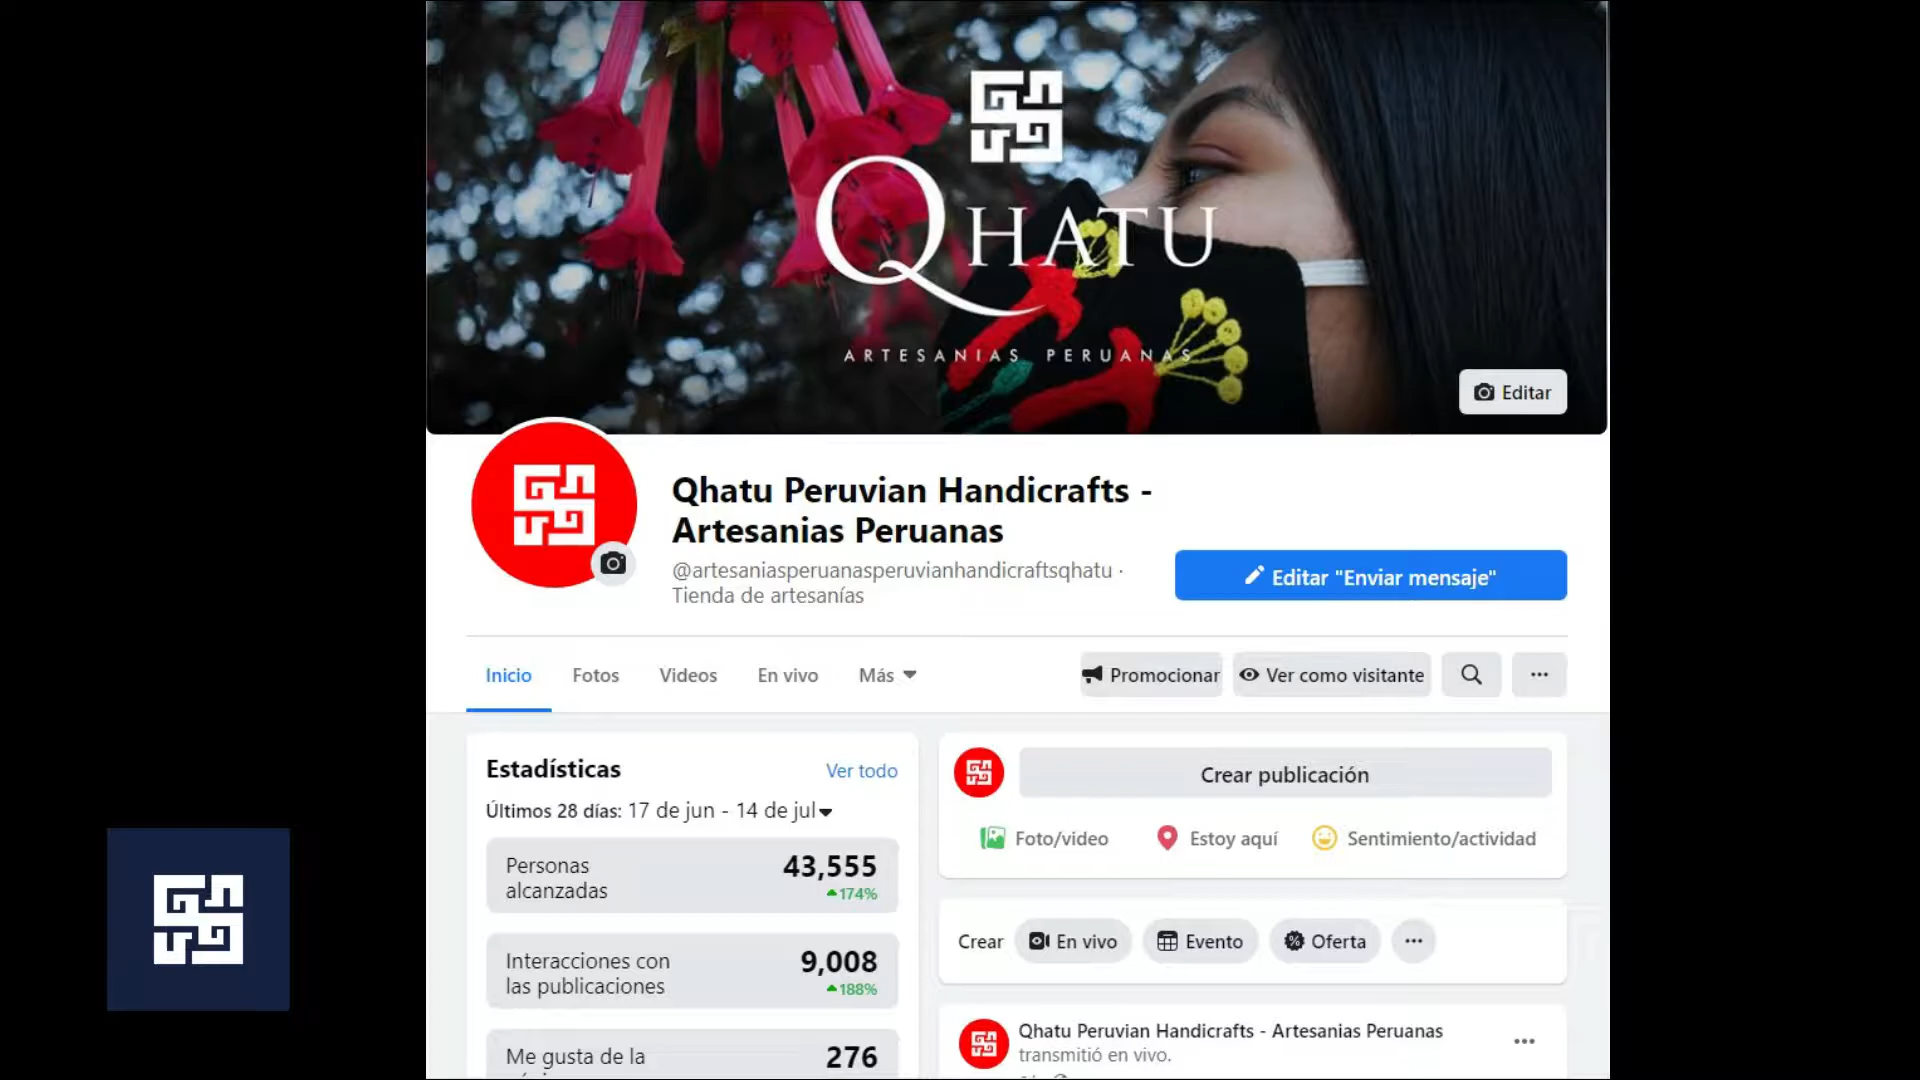 QHATU
ARTESANIAS PERUANAS
Editar
Qhatu Peruvian Handicrafts -
Artesanias Peruanas
@artesaniasperuanasperuvianhandicraftsqhatu ·
Tienda de artesanías
Editar "Enviar mensaje"
Inicio
Fotos
Videos
En vivo
Más
Promocionar
Ver como visitante
Estadísticas
Ver todo
Últimos 28 días: 17 de jun - 14 de jul
Personas
alcanzadas
43,555
174%
Interacciones con
las publicaciones
9,008
188%
Me gusta de la
276
Crear publicación
Foto/video
Estoy aquí
Sentimiento/actividad
Crear
En vivo
Evento
Oferta
Qhatu Peruvian Handicrafts - Artesanias Peruanas
transmitió en vivo.